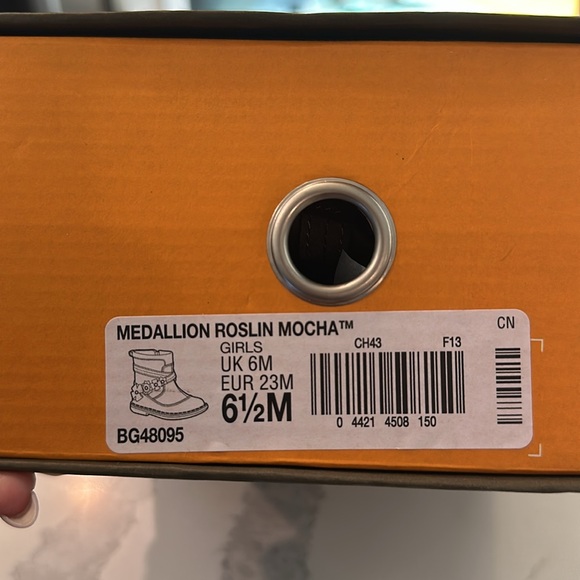 MEDALLION ROSLIN MOCHA™
CN
GIRLS
CH43
F13
UK 6M
EUR 23M
6½M
0 4421 4508 150
BG48095